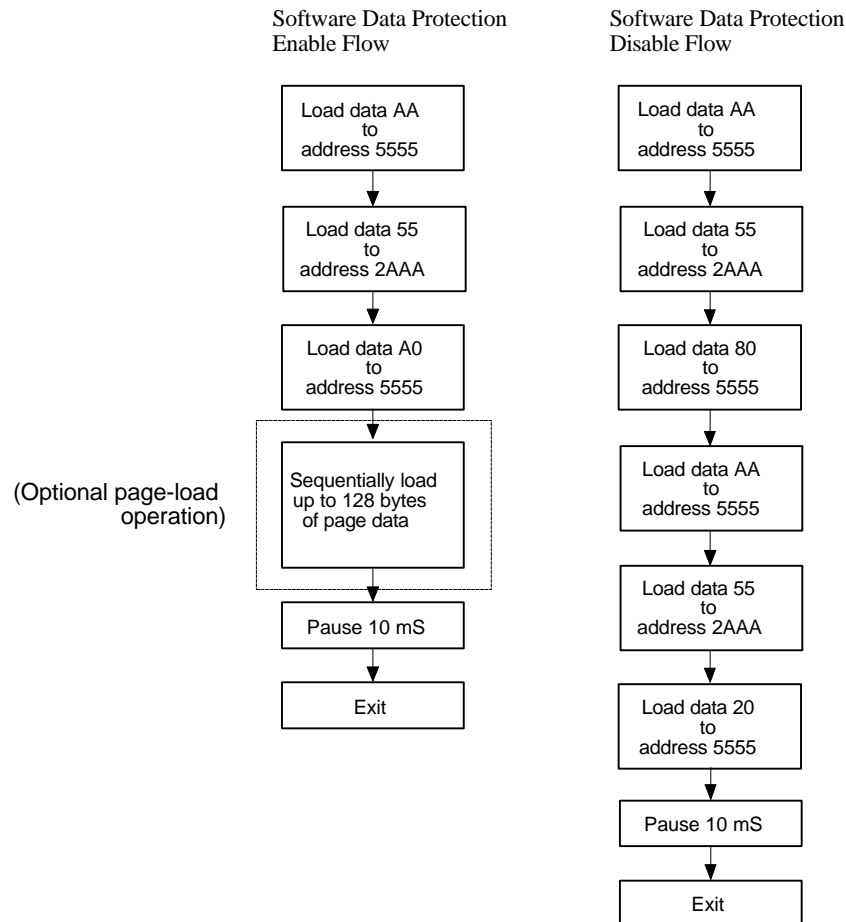 Software Data Protection
Enable Flow
Load data AA
to
address 5555
Load data 55
to
address 2AAA
Load data A0
to
address 5555
(Optional page-load
operation)
Sequentially load
up to 128 bytes
of page data
Pause 10 mS
Exit
Software Data Protection
Disable Flow
Load data AA
to
address 5555
Load data 55
to
address 2AAA
Load data 80
to
address 5555
Load data AA
to
address 5555
Load data 55
to
address 2AAA
Load data 20
to
address 5555
Pause 10 mS
Exit